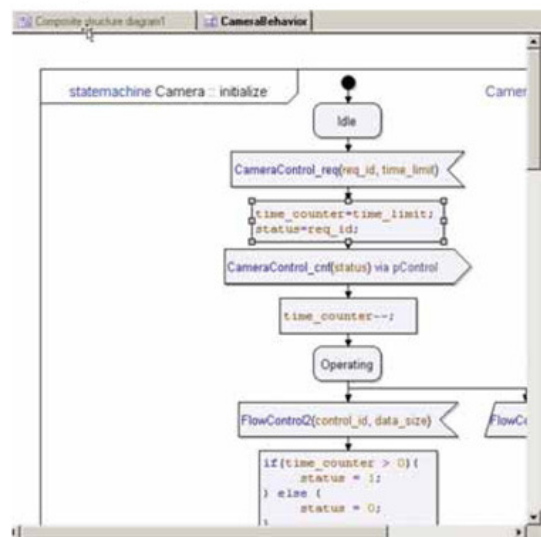 Composite structure diagram1
CameraBehavior
statemachine Camera :: initialize
Camer
Idle
CameraControl_req(req_id, time_limit)
time_counter=time_limit;
status=req_id;
CameraControl_cnf(status) via pControl
time_counter--;
Operating
FlowControl2(control_id, data_size)
FlowC
if(time_counter > 0){
status = 1;
} else {
status = 0;
}